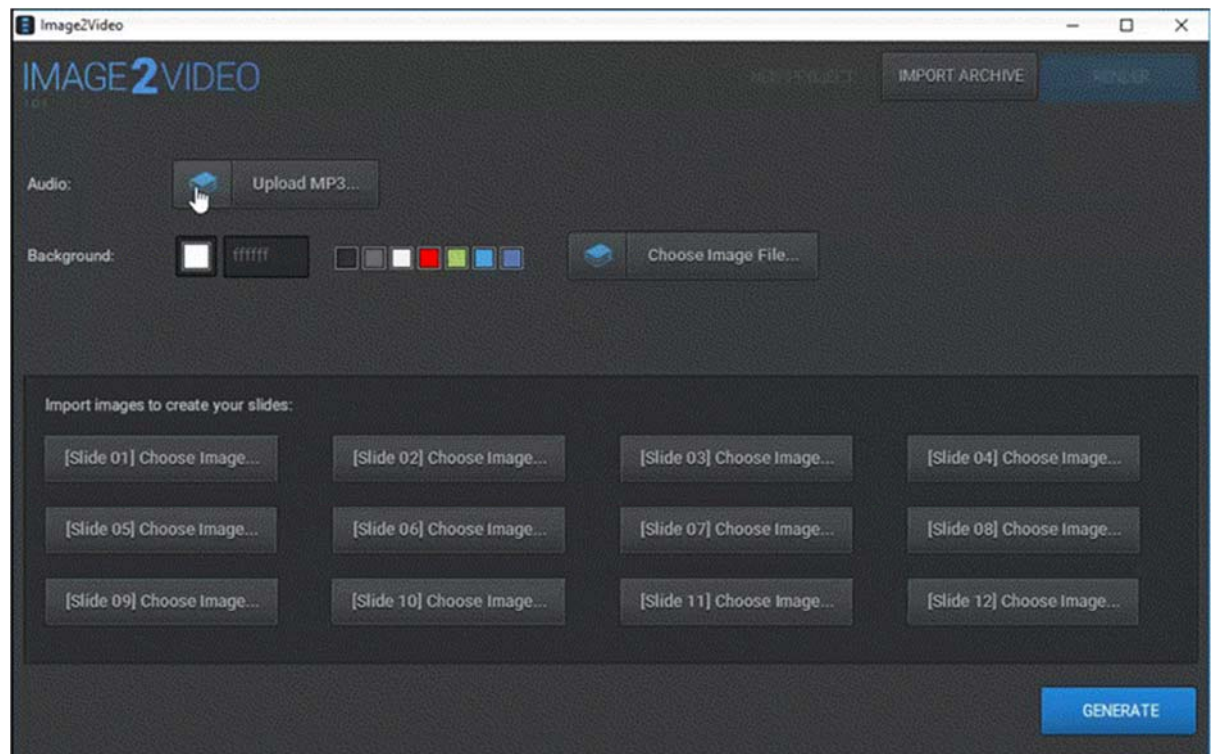 Image2Video
IMAGE2VIDEO
NEW PROJECT
IMPORT ARCHIVE
RENDER
Audio:
Upload MP3...
Background:
ffffff
Choose Image File...
Import images to create your slides:
[Slide 01] Choose Image...
[Slide 02] Choose Image...
[Slide 03] Choose Image...
[Slide 04] Choose Image...
[Slide 05] Choose Image...
[Slide 06] Choose Image...
[Slide 07] Choose Image...
[Slide 08] Choose Image...
[Slide 09] Choose Image...
[Slide 10] Choose Image...
[Slide 11] Choose Image...
[Slide 12] Choose Image...
GENERATE